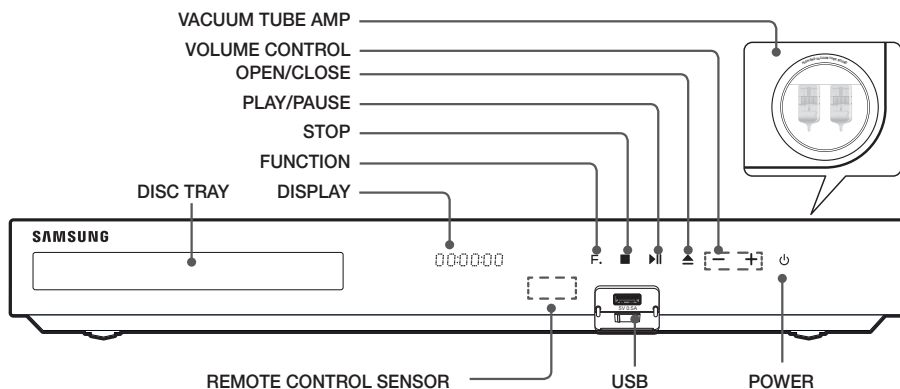 VACUUM TUBE AMP
VOLUME CONTROL
OPEN/CLOSE
PLAY/PAUSE
STOP
FUNCTION
DISC TRAY
DISPLAY
SAMSUNG
00:00:00
F.
5V 0.5A
REMOTE CONTROL SENSOR
USB
POWER